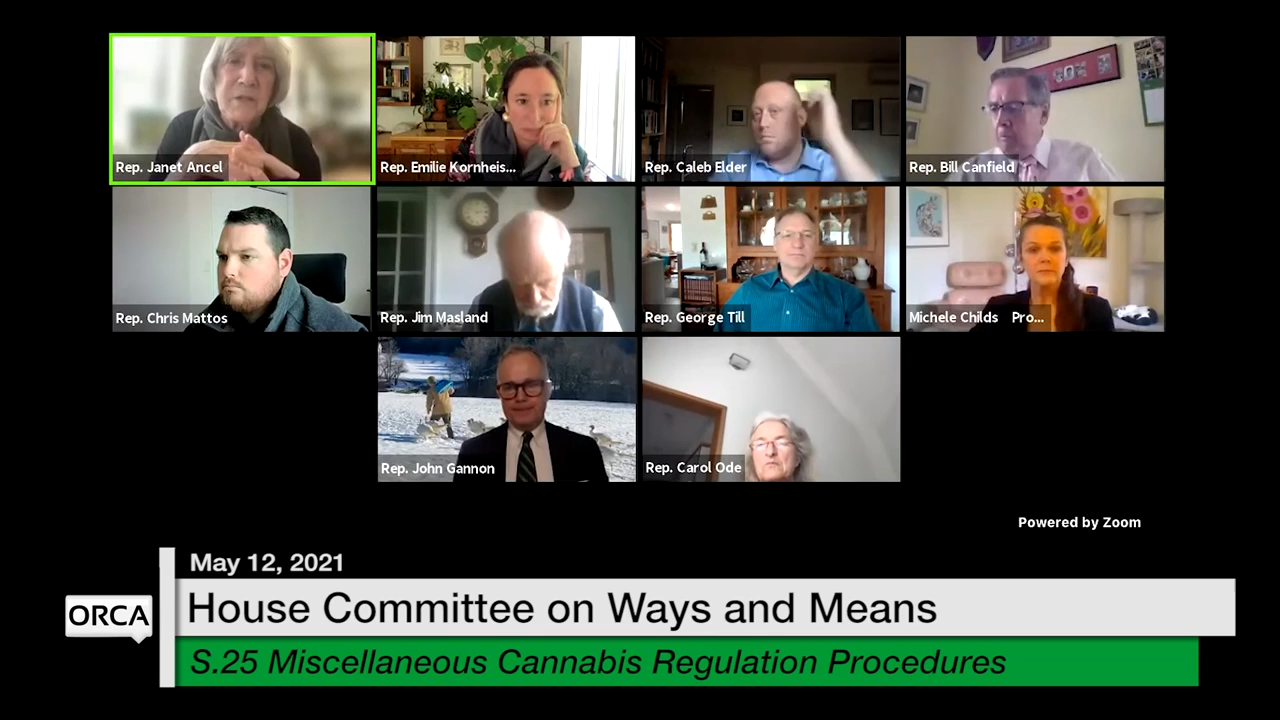 Rep. Janet Ancel
Rep. Emilie Kornheis...
Rep. Caleb Elder
Rep. Bill Canfield
Rep. Chris Mattos
Rep. Jim Masland
Rep. George Till
Michele Childs Pro...
Rep. John Gannon
Rep. Carol Ode
Powered by Zoom
May 12, 2021
ORCA
House Committee on Ways and Means
S.25 Miscellaneous Cannabis Regulation Procedures